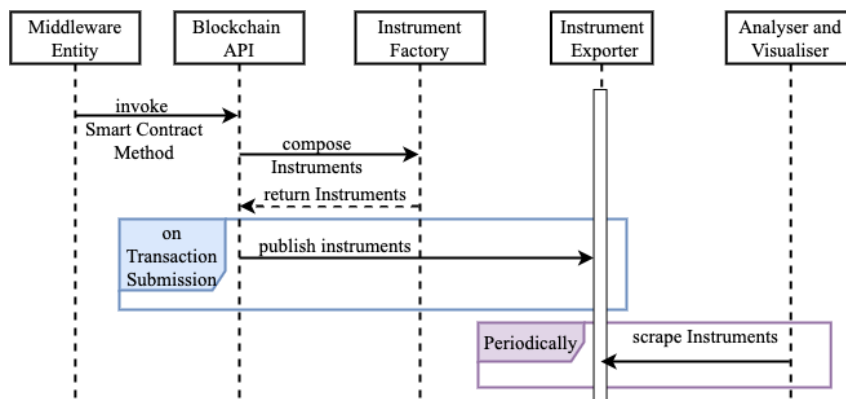 Middleware
Entity
Blockchain
API
Instrument
Factory
Instrument
Exporter
Analyser and
Visualiser
invoke
Smart Contract
Method
compose
Instruments
return Instruments
on
Transaction
Submission
publish instruments
Periodically
scrape Instruments